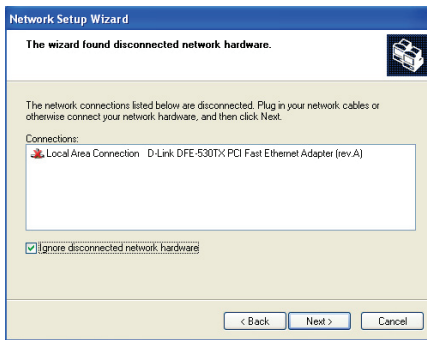 Network Setup Wizard
The wizard found disconnected network hardware.
The network connections listed below are disconnected. Plug in your network cables or
otherwise connect your network hardware, and then click Next.
Connections:
Local Area Connection D-Link DFE-530TX PCI Fast Ethernet Adapter (rev.A)
Ignore disconnected network hardware
< Back Next > Cancel